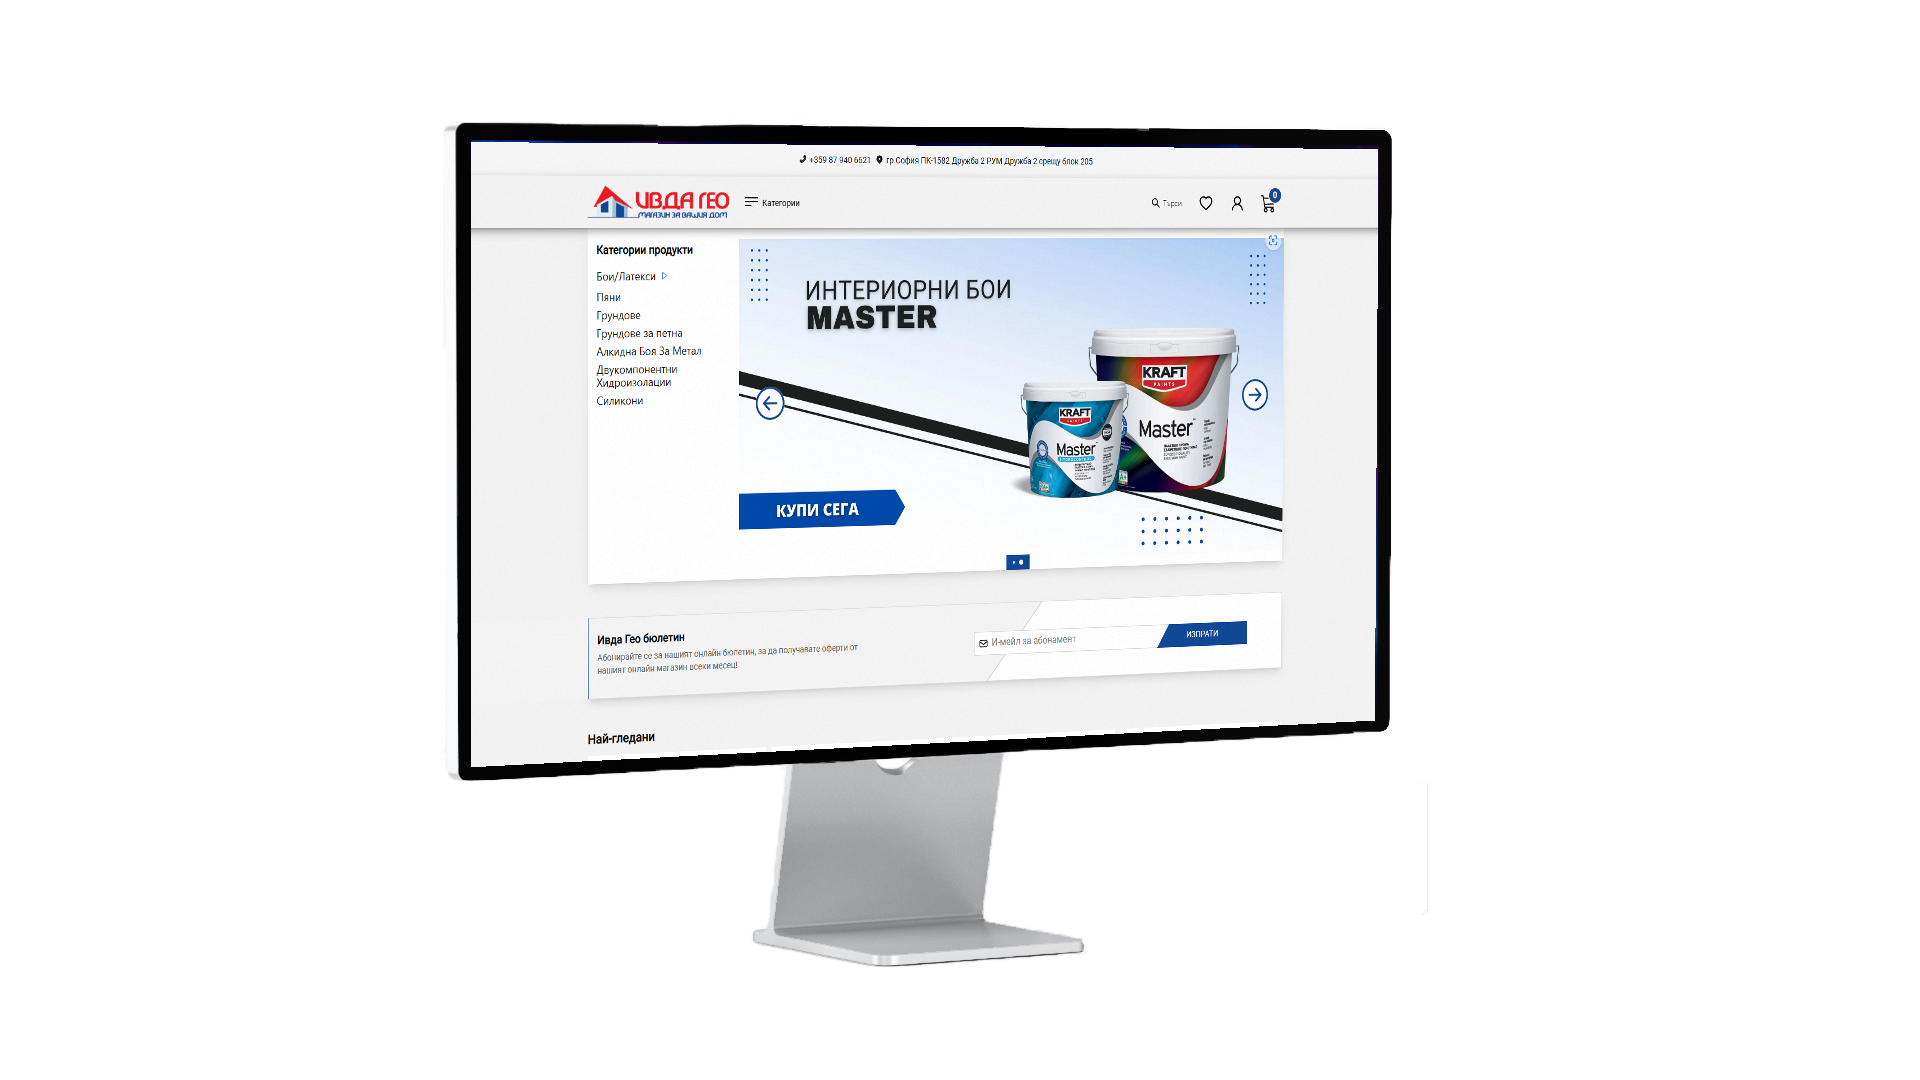 +359 87 940 6621 гр.София ПК-1582 Дружба 2 РУМ Дружба 2 срещу блок 205
ИВДА ГЕО
МАГАЗИН ЗА ВАШИЯ ДОМ
Категории
Търси
0
Категории продукти
Бои/Латекси
Пяни
Грундове
Грундове за петна
Алкидна Боя За Метал
Двукомпонентни
Хидроизолации
Силикони
ИНТЕРИОРНИ БОИ
MASTER
KRAFT
PAINTS
Master
KRAFT
PAINTS
Master
КУПИ СЕГА
Ивда Гео бюлетин
Абонирайте се за нашият онлайн бюлетин, за да получавате оферти от
нашият онлайн магазин всеки месец!
И-мейл за абонамент
ИЗПРАТИ
Най-гледани